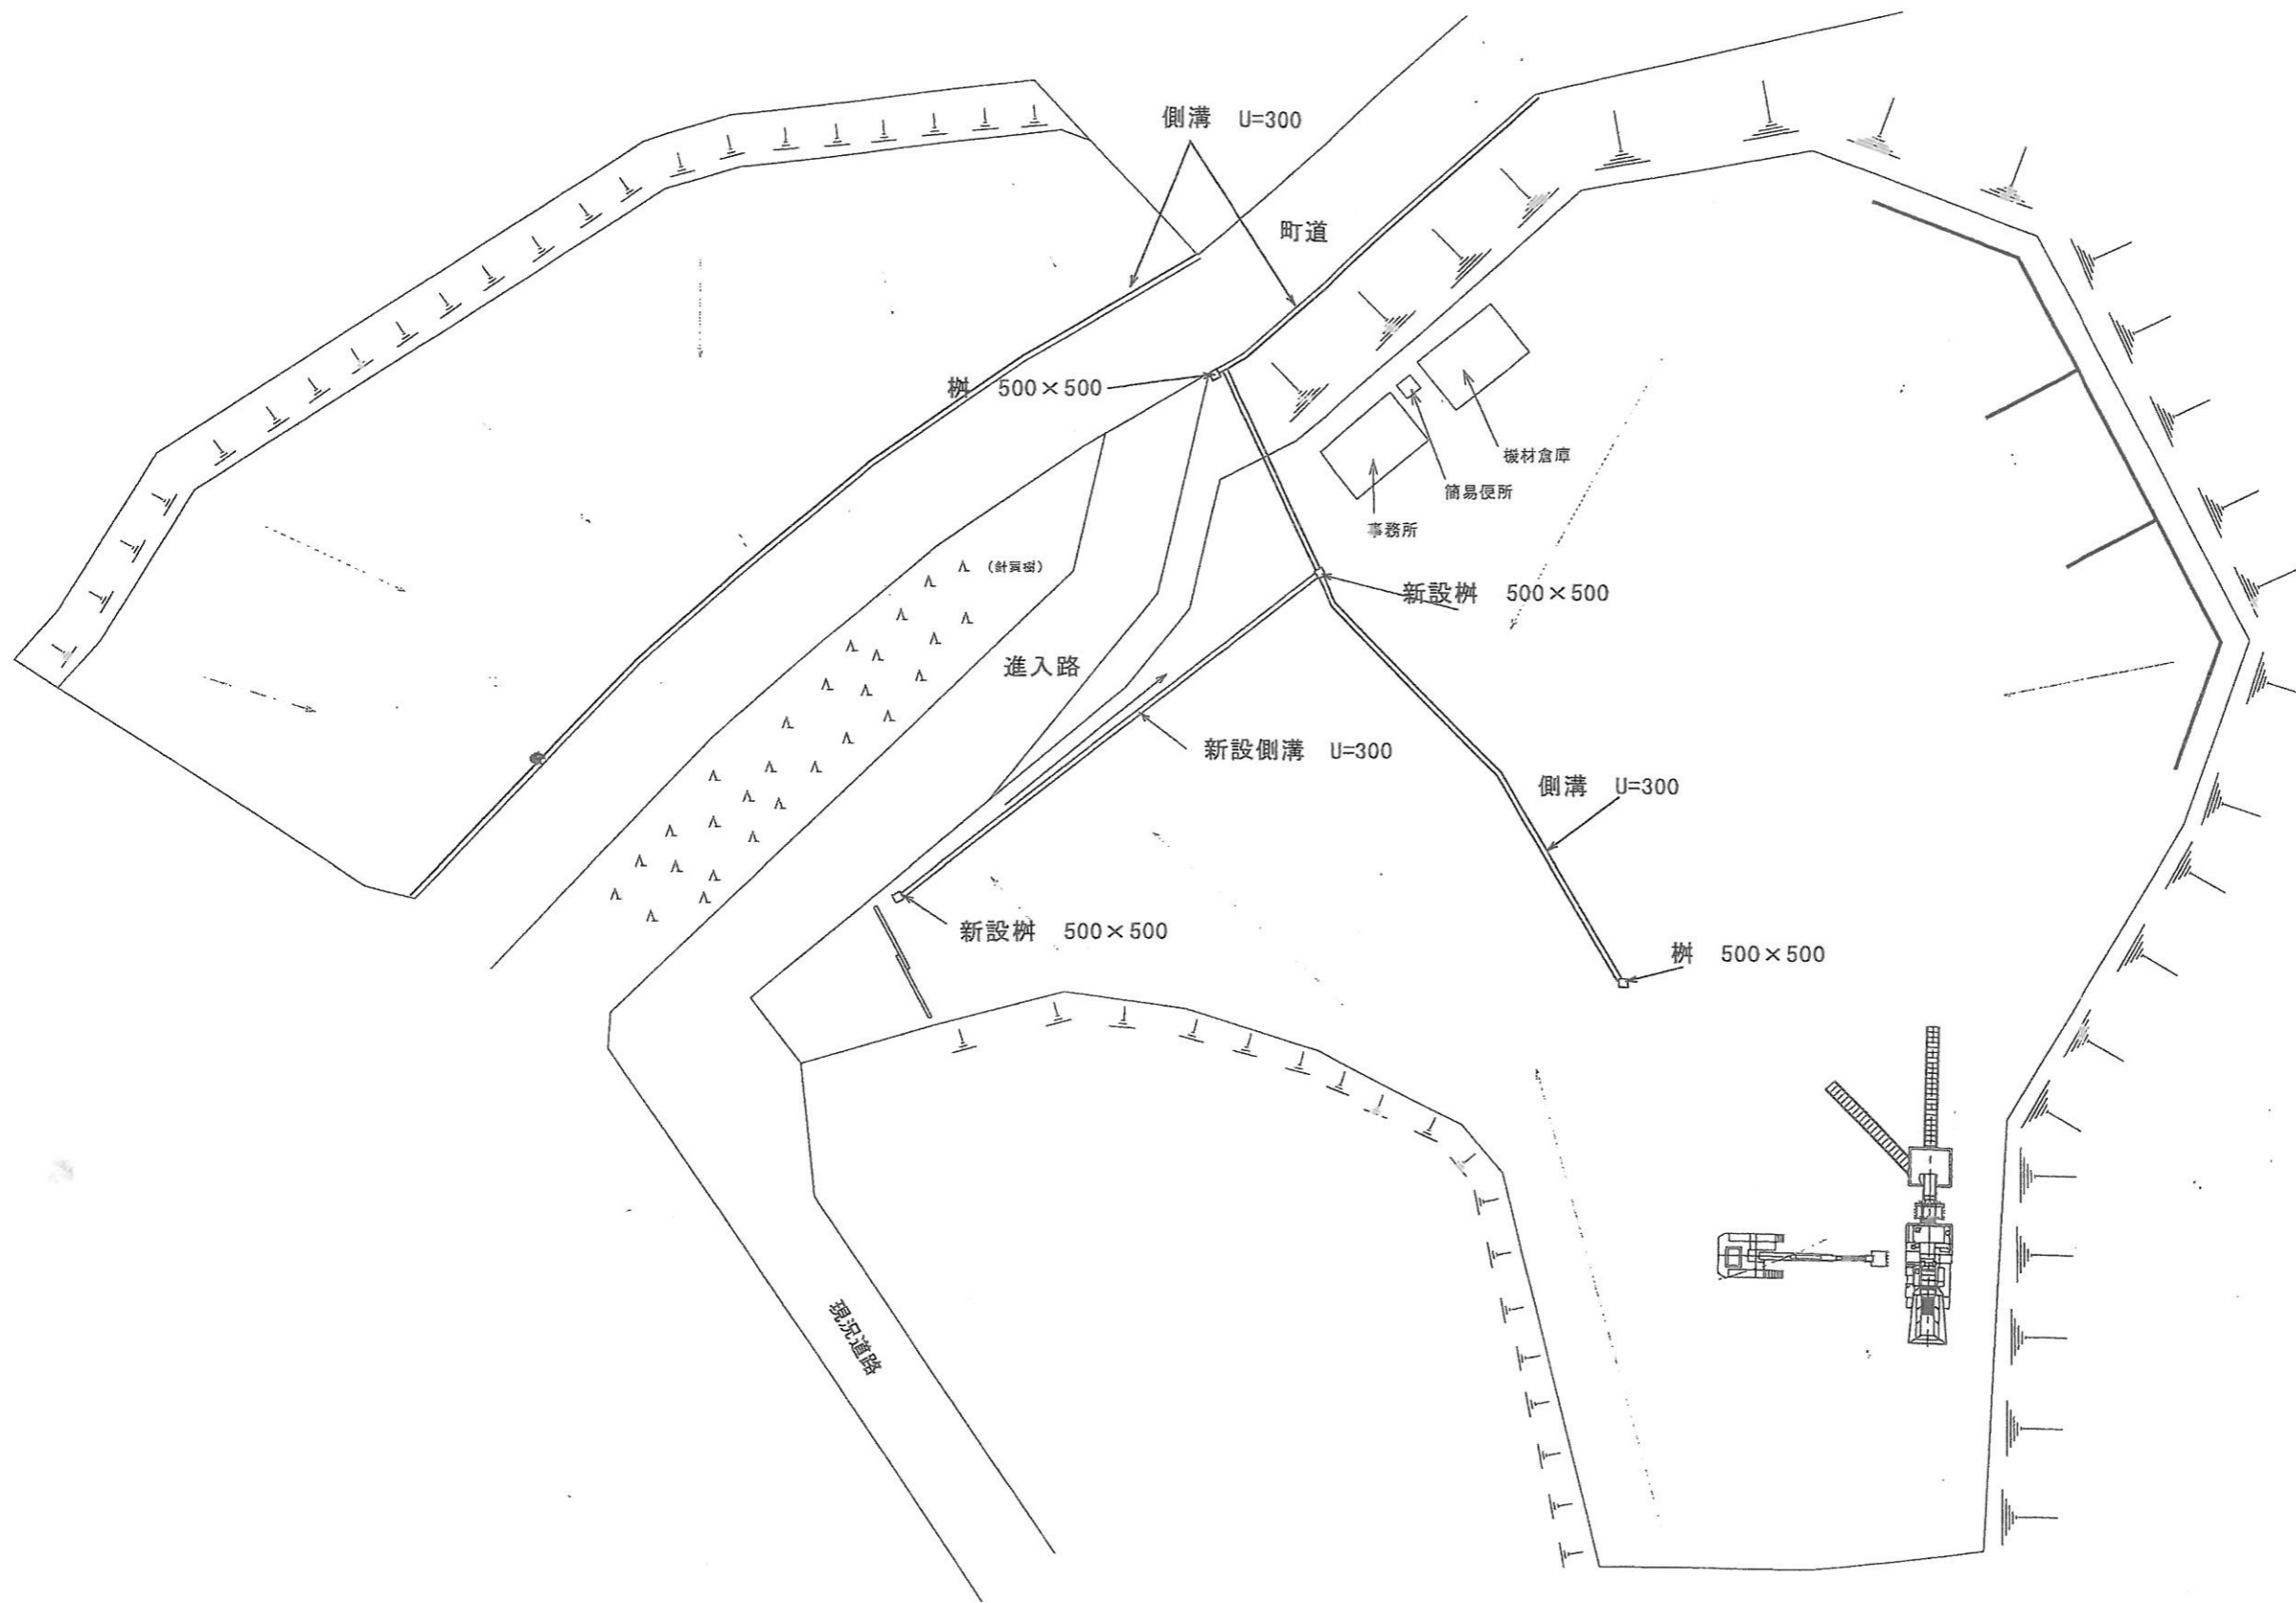 側溝 U=300
町道
桝 500×500
機材倉庫
簡易便所
事務所
(針葉樹)
新設桝 500×500
進入路
新設側溝 U=300
側溝 U=300
新設桝 500×500
桝 500×500
現況道路